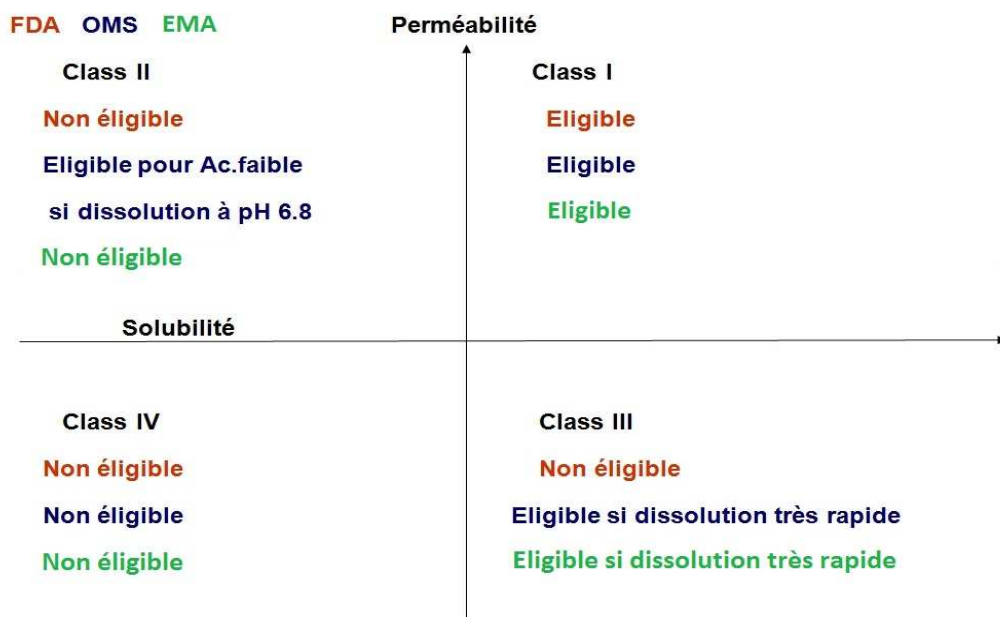 FDA OMS EMA
Perméabilité
Class II
Non éligible
Eligible pour Ac.faible
si dissolution à pH 6.8
Non éligible
Class I
Eligible
Eligible
Eligible
Solubilité
Class IV
Non éligible
Non éligible
Non éligible
Class III
Non éligible
Eligible si dissolution très rapide
Eligible si dissolution très rapide